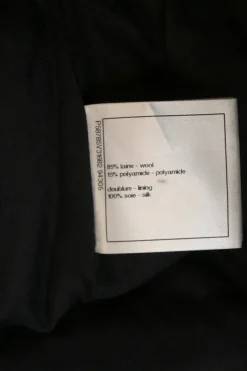 85% laine - wool
15% polyamide - polyamide
doublure - lining
100% soie - silk